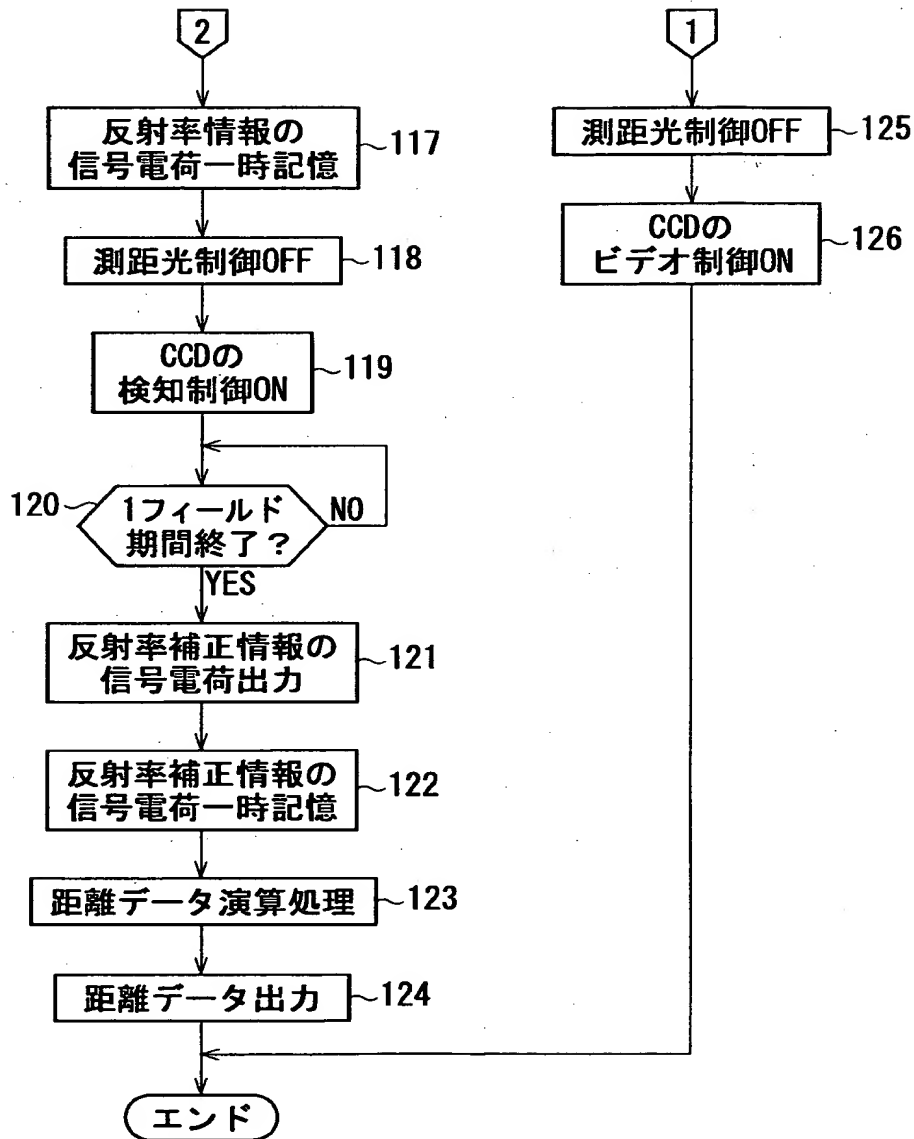 2
反射率情報の
信号電荷一時記憶
117
測距光制御OFF
118
CCDの
検知制御ON
119
120
1フィールド
期間終了?
NO
YES
反射率補正情報の
信号電荷出力
121
反射率補正情報の
信号電荷一時記憶
122
距離データ演算処理
123
距離データ出力
124
エンド
1
測距光制御OFF
125
CCDの
ビデオ制御ON
126